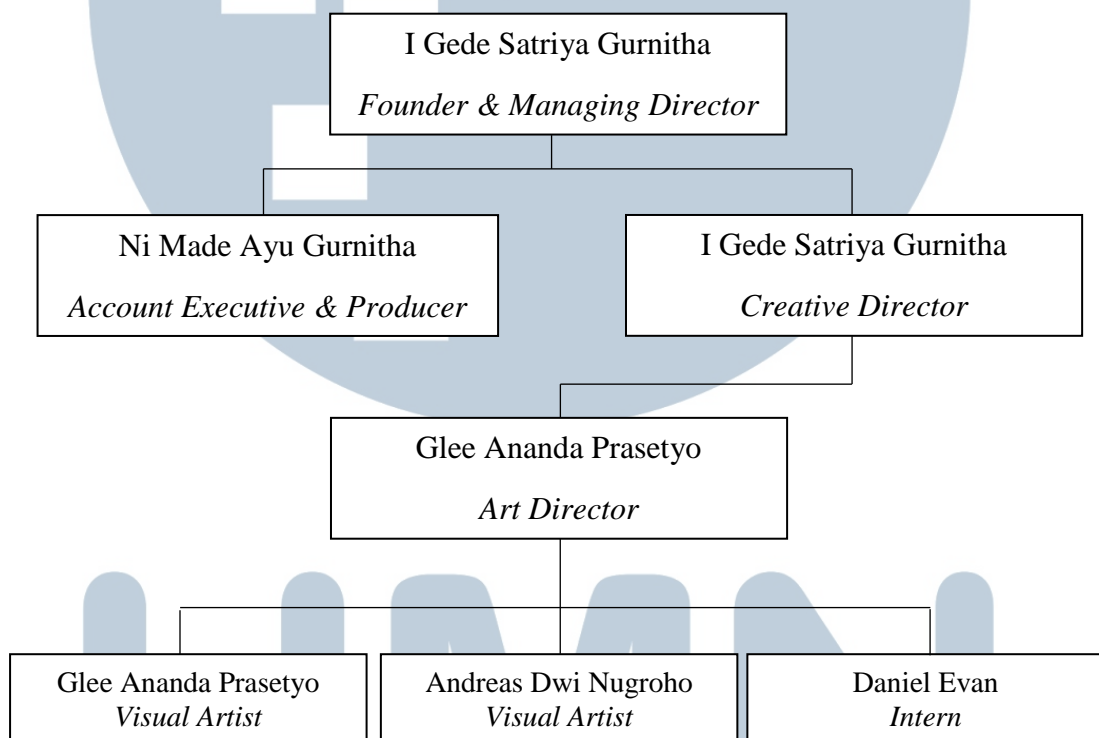 I Gede Satriya Gurnitha
Founder & Managing Director
Ni Made Ayu Gurnitha
Account Executive & Producer
I Gede Satriya Gurnitha
Creative Director
Glee Ananda Prasetyo
Art Director
Glee Ananda Prasetyo
Visual Artist
Andreas Dwi Nugroho
Visual Artist
Daniel Evan
Intern